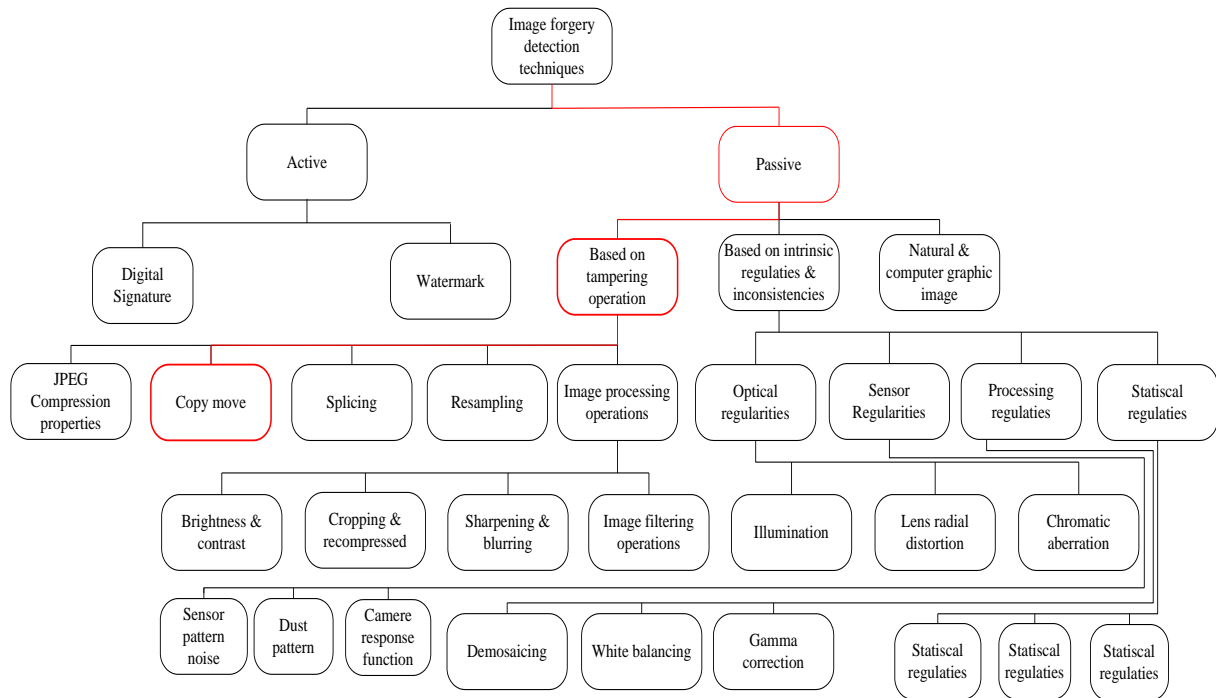 Image forgery
detection
techniques
Active
Passive
Digital
Signature
Watermark
Based on
tampering
operation
Based on intrinsic
regulaties &
inconsistencies
Natural &
computer graphic
image
JPEG
Compression
properties
Copy move
Splicing
Resampling
Image processing
operations
Optical
regularities
Sensor
Regularities
Processing
regulaties
Statiscal
regulaties
Brightness &
contrast
Cropping &
recompressed
Sharpening &
blurring
Image filtering
operations
Illumination
Lens radial
distortion
Chromatic
aberration
Sensor
pattern
noise
Dust
pattern
Camere
response
function
Demosaicing
White balancing
Gamma
correction
Statiscal
regulaties
Statiscal
regulaties
Statiscal
regulaties